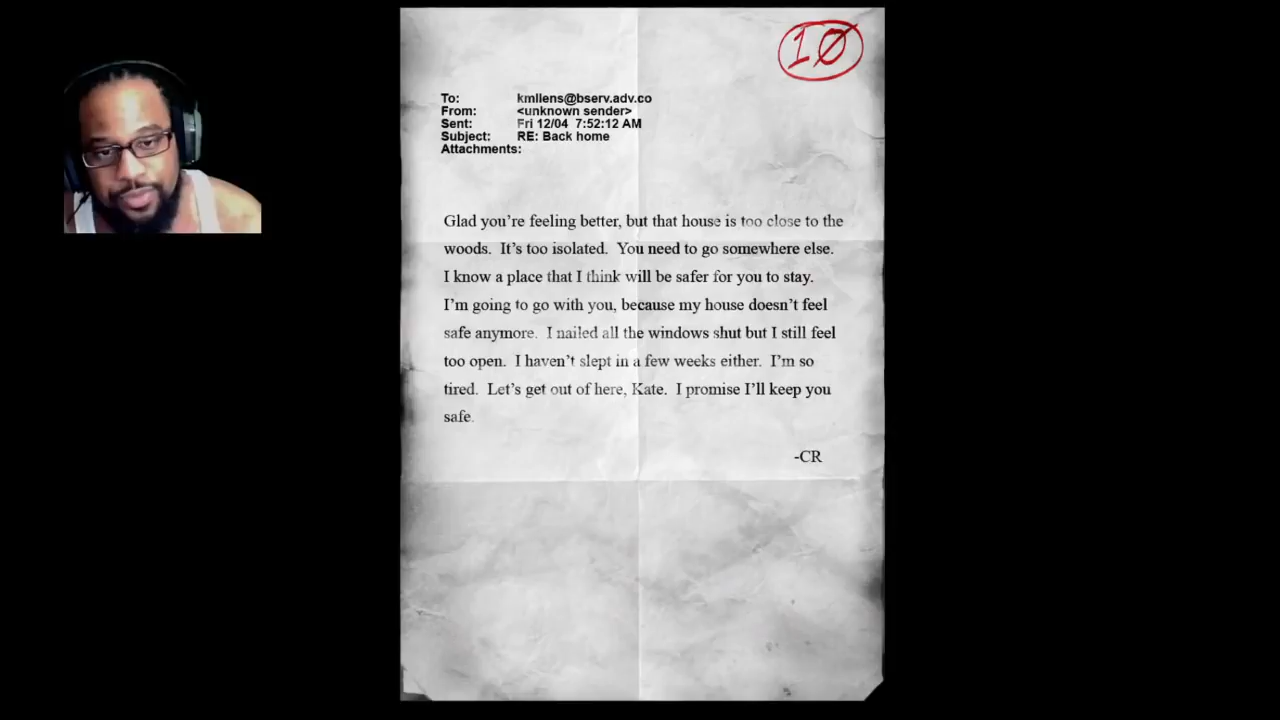 10
To: kmllens@bserv.adv.co
From: <unknown sender>
Sent: Fri 12/04 7:52:12 AM
Subject: RE: Back home
Attachments:
Glad you’re feeling better, but that house is too close to the
woods. It’s too isolated. You need to go somewhere else.
I know a place that I think will be safer for you to stay.
I’m going to go with you, because my house doesn’t feel
safe anymore. I nailed all the windows shut but I still feel
too open. I haven’t slept in a few weeks either. I’m so
tired. Let’s get out of here, Kate. I promise I’ll keep you
safe.
-CR